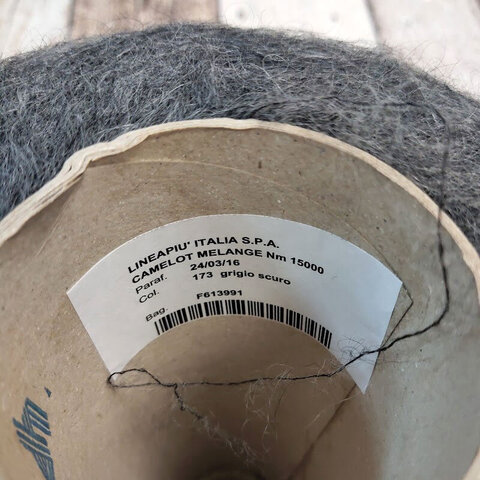 LINEAPIU' ITALIA S.P.A.
CAMELOT MELANGE Nm 15000
Paraf. 24/03/16
Col. 173 grigio scuro
Bag. F613991